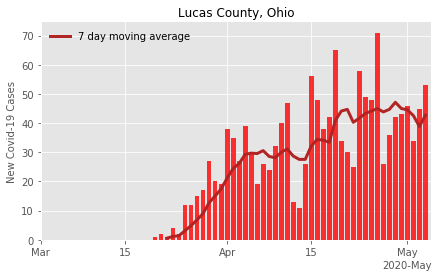 Lucas County, Ohio
7 day moving average
New Covid-19 Cases
70
60
50
40
30
20
10
0
Mar
15
Apr
15
May
2020-May